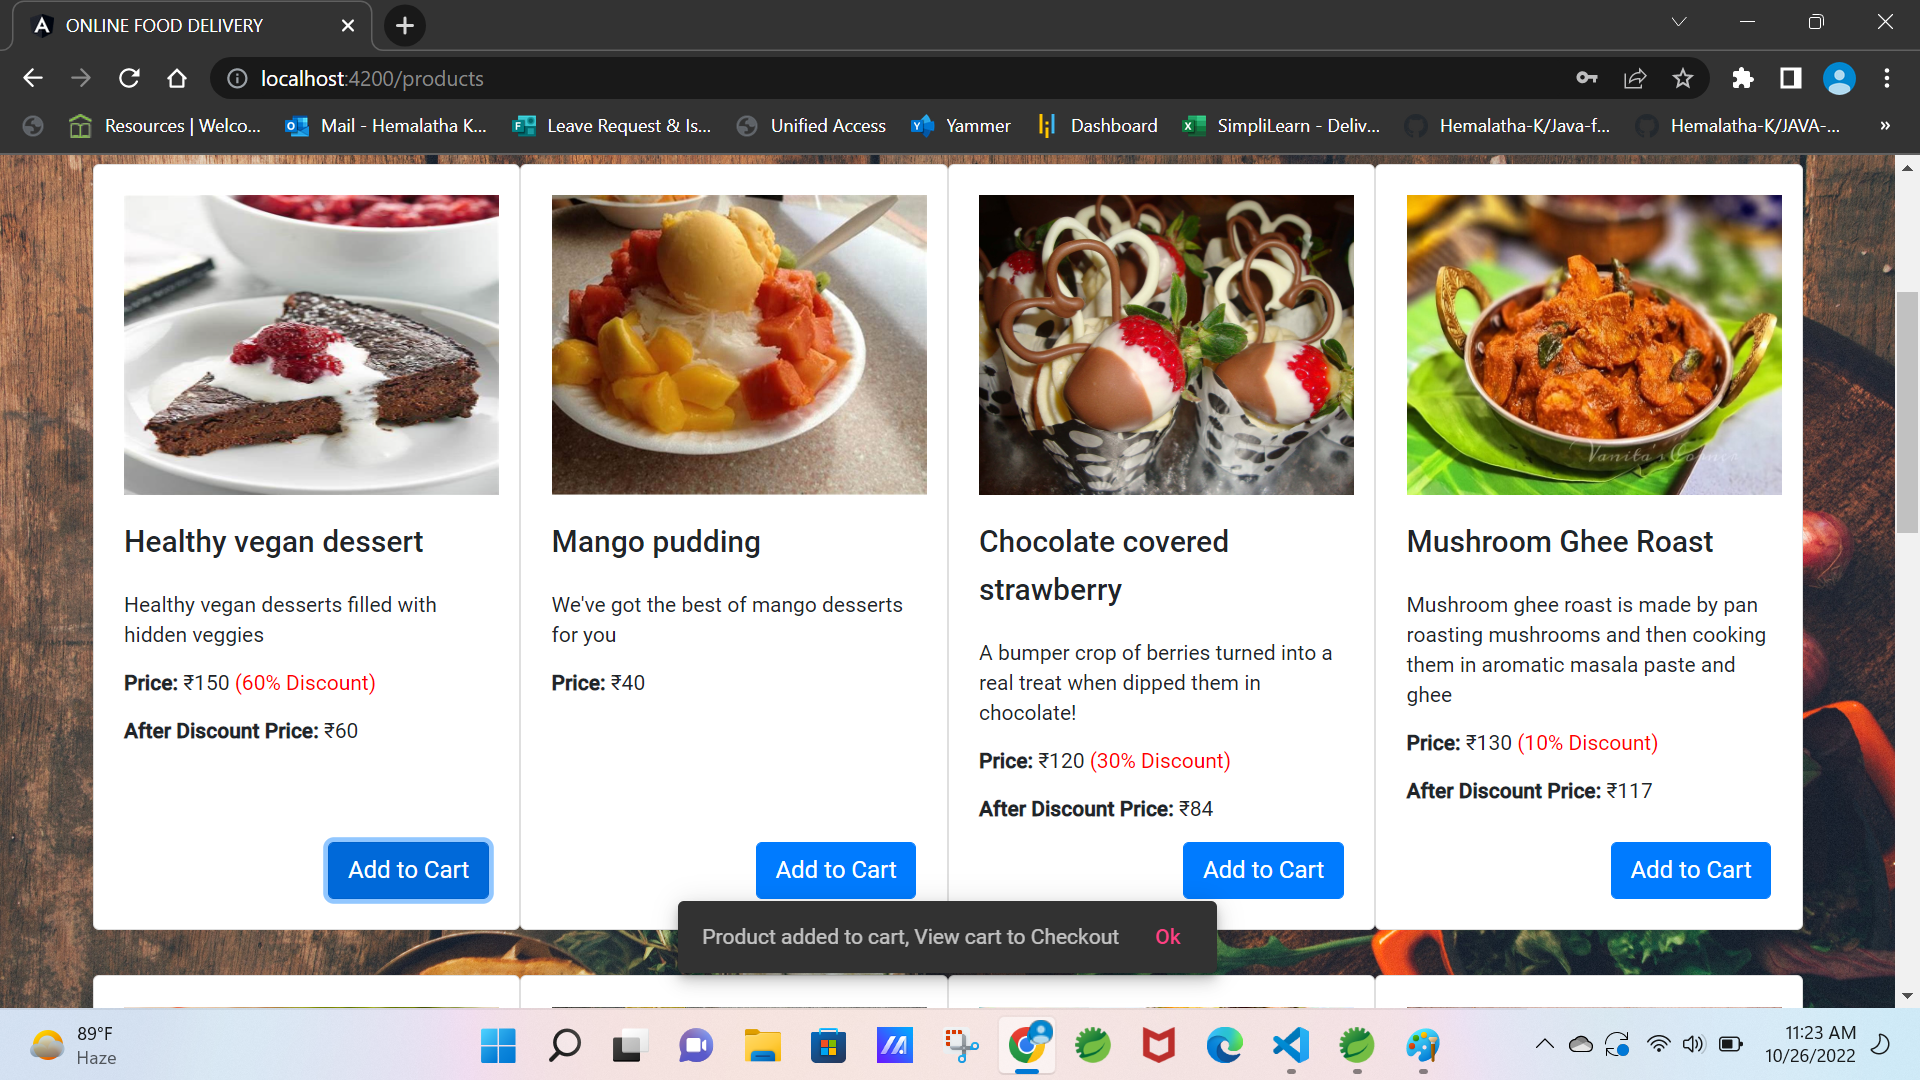 ONLINE FOOD DELIVERY
localhost:4200/products
Resources | Welco...
Mail - Hemalatha K...
Leave Request & Is...
Unified Access
Yammer
Dashboard
SimpliLearn - Deliv...
Hemalatha-K/Java-f...
Hemalatha-K/JAVA-...
»
Vanita's Corner
Healthy vegan dessert
Healthy vegan desserts filled with
hidden veggies
Price: ₹150 (60% Discount)
After Discount Price: ₹60
Add to Cart
Mango pudding
We've got the best of mango desserts
for you
Price: ₹40
Add to Cart
Chocolate covered
strawberry
A bumper crop of berries turned into a
real treat when dipped them in
chocolate!
Price: ₹120 (30% Discount)
After Discount Price: ₹84
Add to Cart
Mushroom Ghee Roast
Mushroom ghee roast is made by pan
roasting mushrooms and then cooking
them in aromatic masala paste and
ghee
Price: ₹130 (10% Discount)
After Discount Price: ₹117
Add to Cart
Product added to cart, View cart to Checkout Ok
89°F
Haze
11:23 AM
10/26/2022